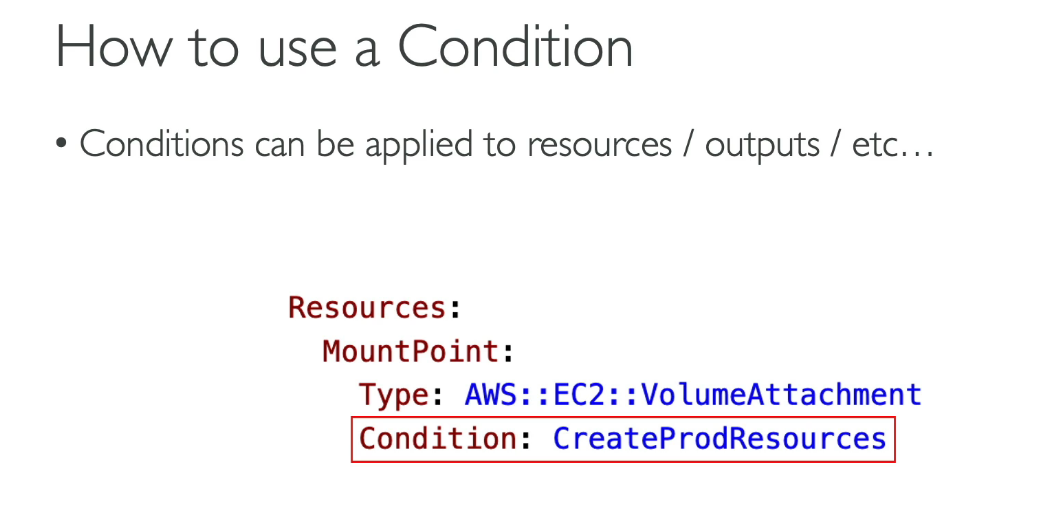 How to use a Condition
• Conditions can be applied to resources / outputs / etc…
Resources:
  MountPoint:
    Type: AWS::EC2::VolumeAttachment
    Condition: CreateProdResources